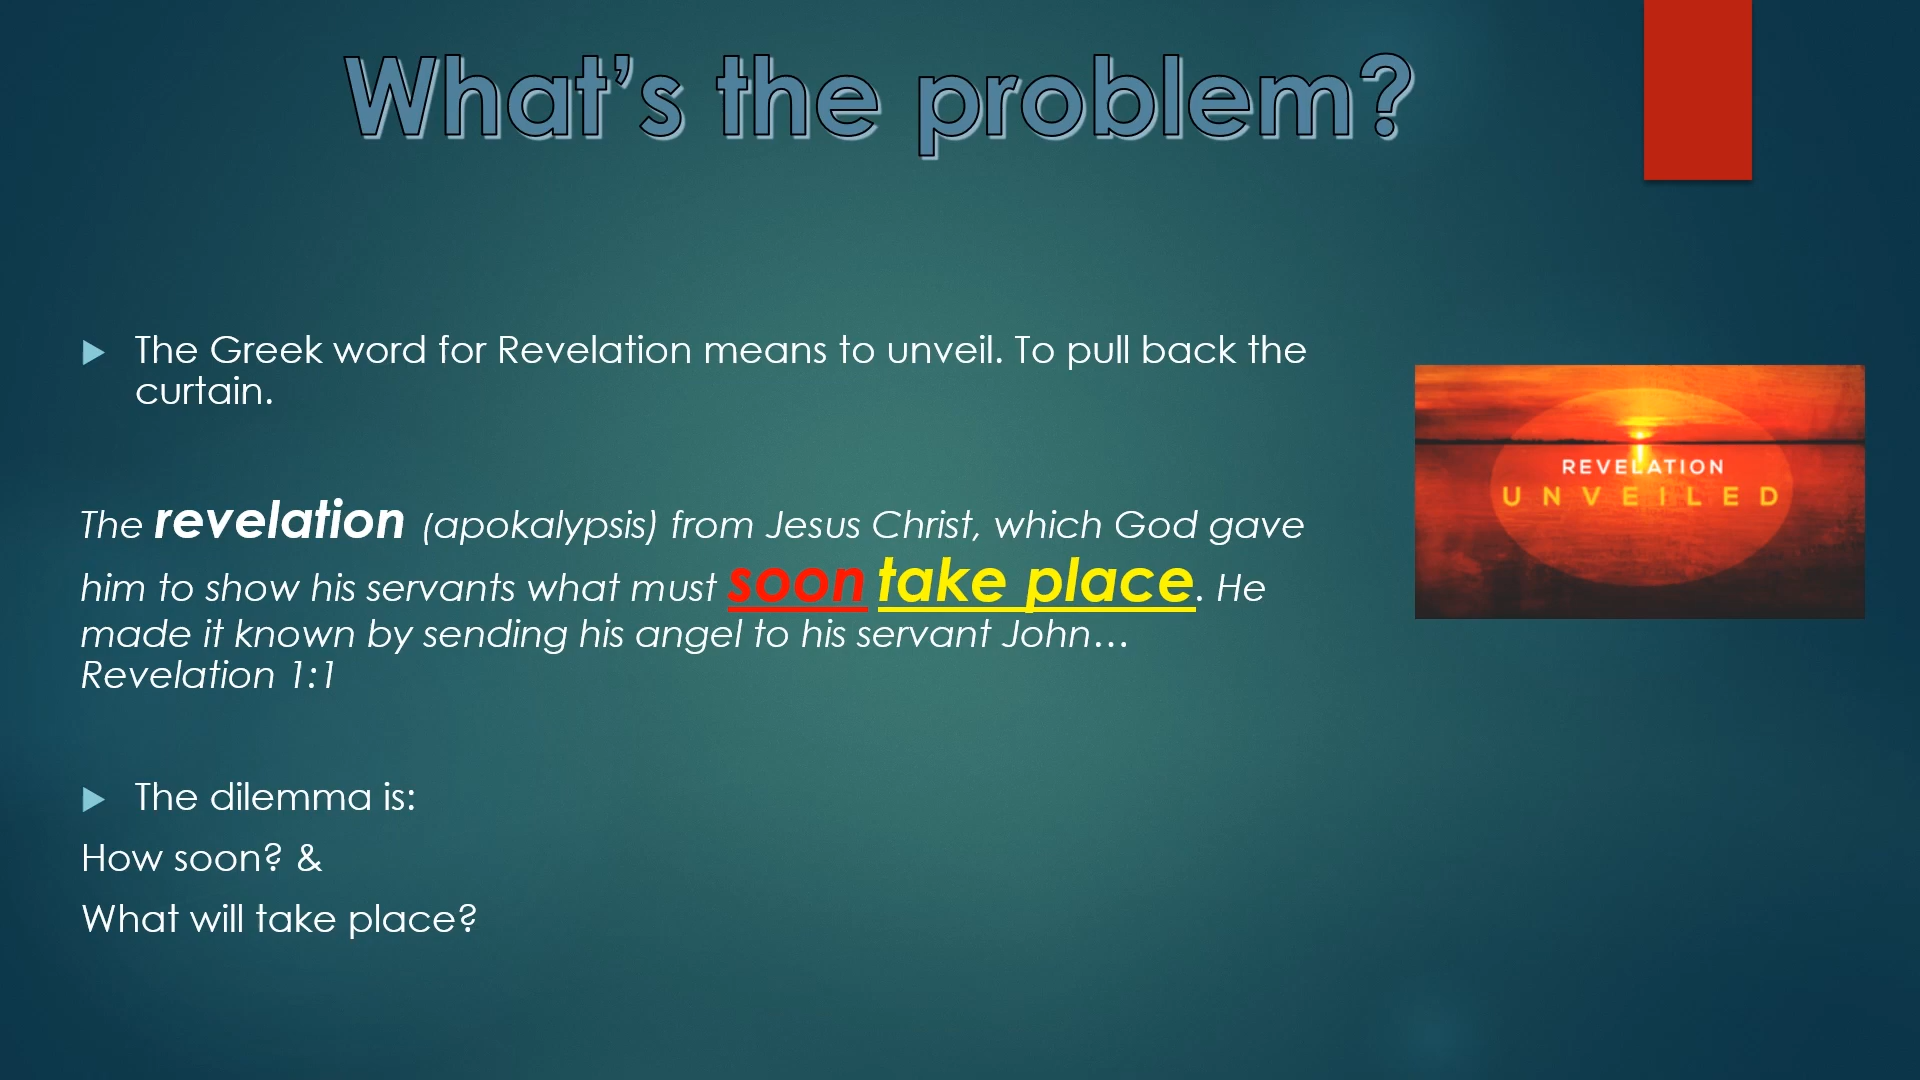 What’s the problem?
The Greek word for Revelation means to unveil. To pull back the
curtain.
The revelation (apokalypsis) from Jesus Christ, which God gave
him to show his servants what must soon take place. He
made it known by sending his angel to his servant John…
Revelation 1:1
REVELATION
UNVEILED
The dilemma is:
How soon? &
What will take place?